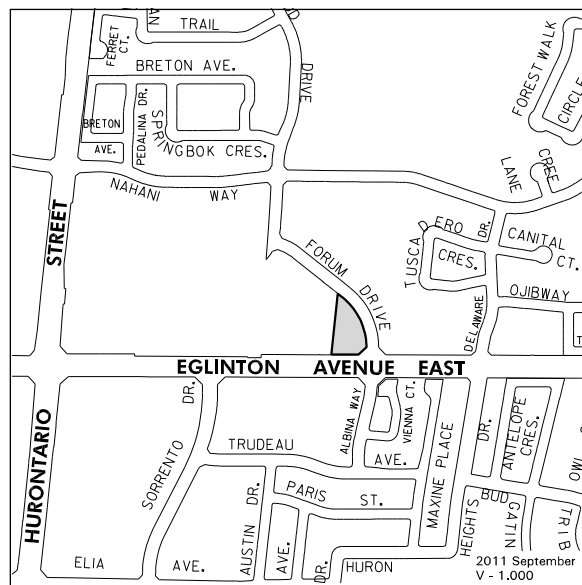 TRAIL
FERRET CT.
BRETON AVE.
DRIVE
FOREST WALK
CIRCLE
BRETON
AVE.
PEDALINA DR.
SPRINGBOK CRES.
NAHANI WAY
LANE
CREE
STREET
FORUM DRIVE
TUSCADERO
DR.
CRES.
CANITAL
CT.
OJIBWAY
DELAWARE
EGLINTON AVENUE EAST
HURONTARIO
SORRENTO
DR.
TRUDEAU
AVE.
ALBINA WAY
VIENNA CT.
MAXINE PLACE
DR.
ANTELOPE
CRES.
PARIS ST.
AUSTIN
DR.
AVE.
DR.
ELIA AVE.
HURON
HEIGHTS
BUD
GATIN
TRIB
2011 September
V - 1.000